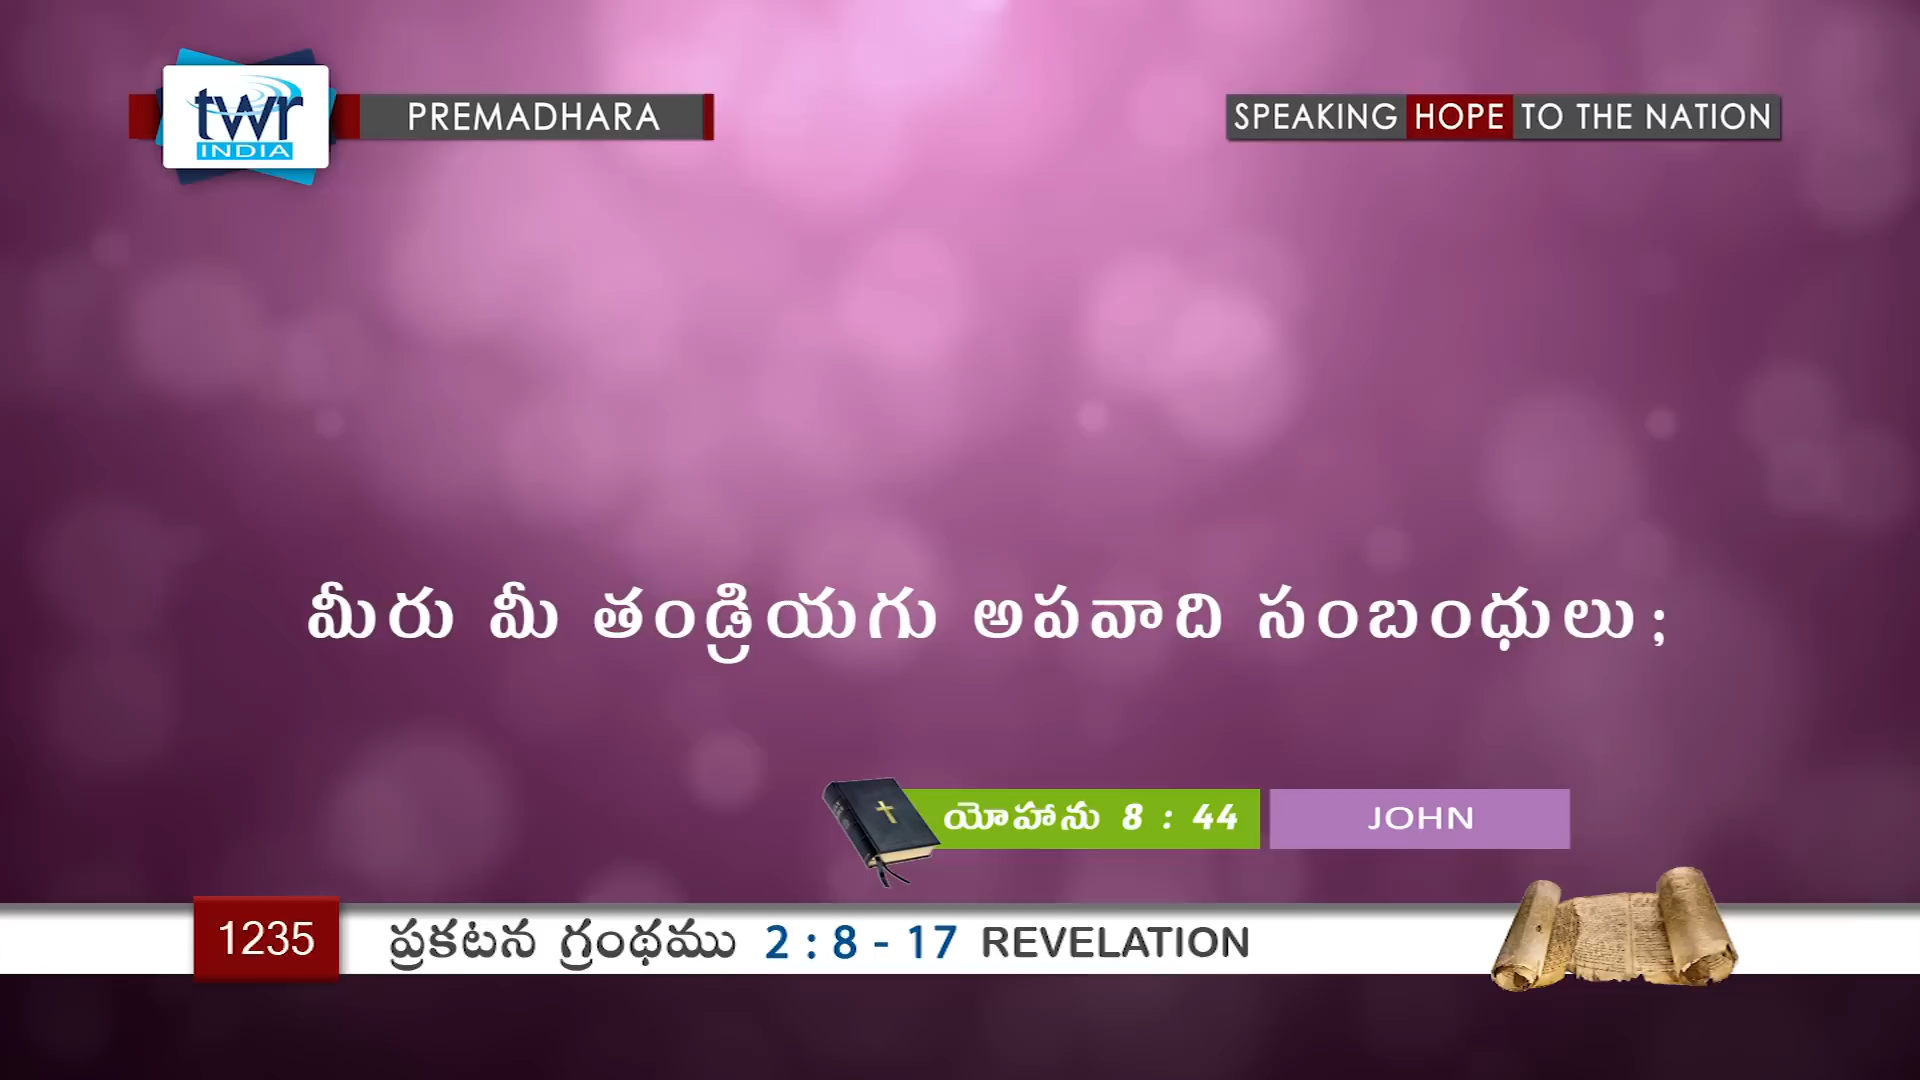 twr
INDIA
PREMADHARA
SPEAKING HOPE TO THE NATION
మీరు మీ తండ్రియగు అపవాది సంబంధులు;
యోహాను 8 : 44
JOHN
1235
ప్రకటన గ్రంథము 2 : 8 - 17 REVELATION